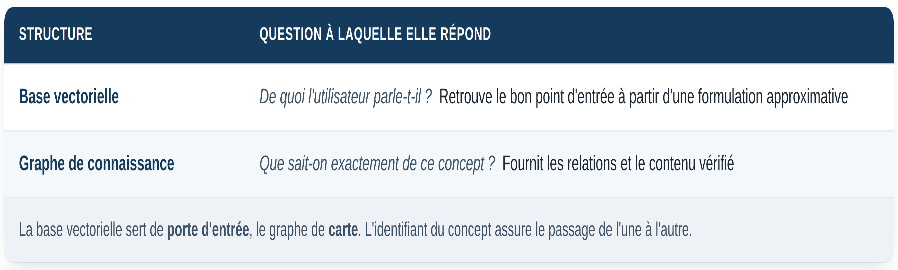 STRUCTURE QUESTION À LAQUELLE ELLE RÉPOND
Base vectorielle De quoi l'utilisateur parle-t-il ? Retrouve le bon point d'entrée à partir d'une formulation approximative
Graphe de connaissance Que sait-on exactement de ce concept ? Fournit les relations et le contenu vérifié
La base vectorielle sert de porte d'entrée, le graphe de carte. L'identifiant du concept assure le passage de l'une à l'autre.